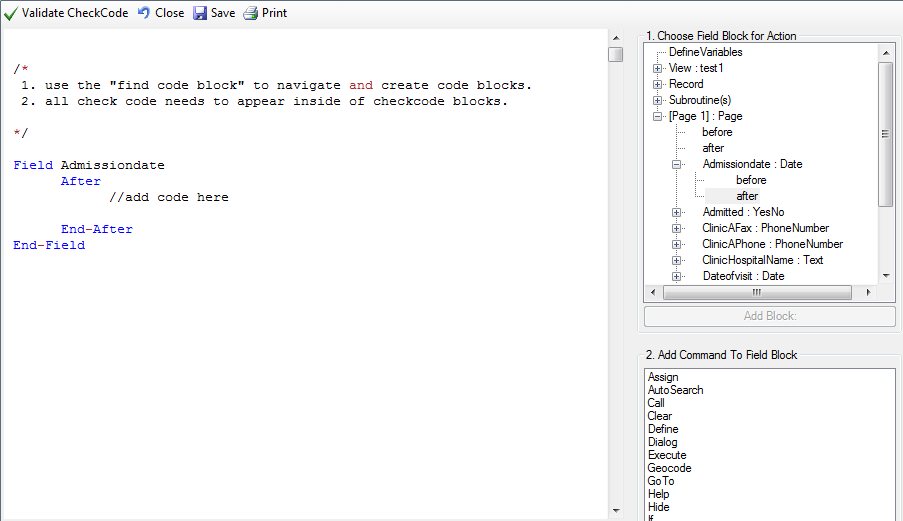 Validate CheckCode Close Save Print
/*
1. use the "find code block" to navigate and create code blocks.
2. all check code needs to appear inside of checkcode blocks.
*/
Field Admissiondate
After
//add code here
End-After
End-Field
1. Choose Field Block for Action
DefineVariables
View : test1
Record
Subroutine(s)
[Page 1] : Page
before
after
Admissiondate : Date
before
after
Admitted : YesNo
ClinicAFax : PhoneNumber
ClinicAPhone : PhoneNumber
ClinicHospitalName : Text
Dateofvisit : Date
Add Block:
2. Add Command To Field Block
Assign
AutoSearch
Call
Clear
Define
Dialog
Execute
Geocode
GoTo
Help
Hide
If